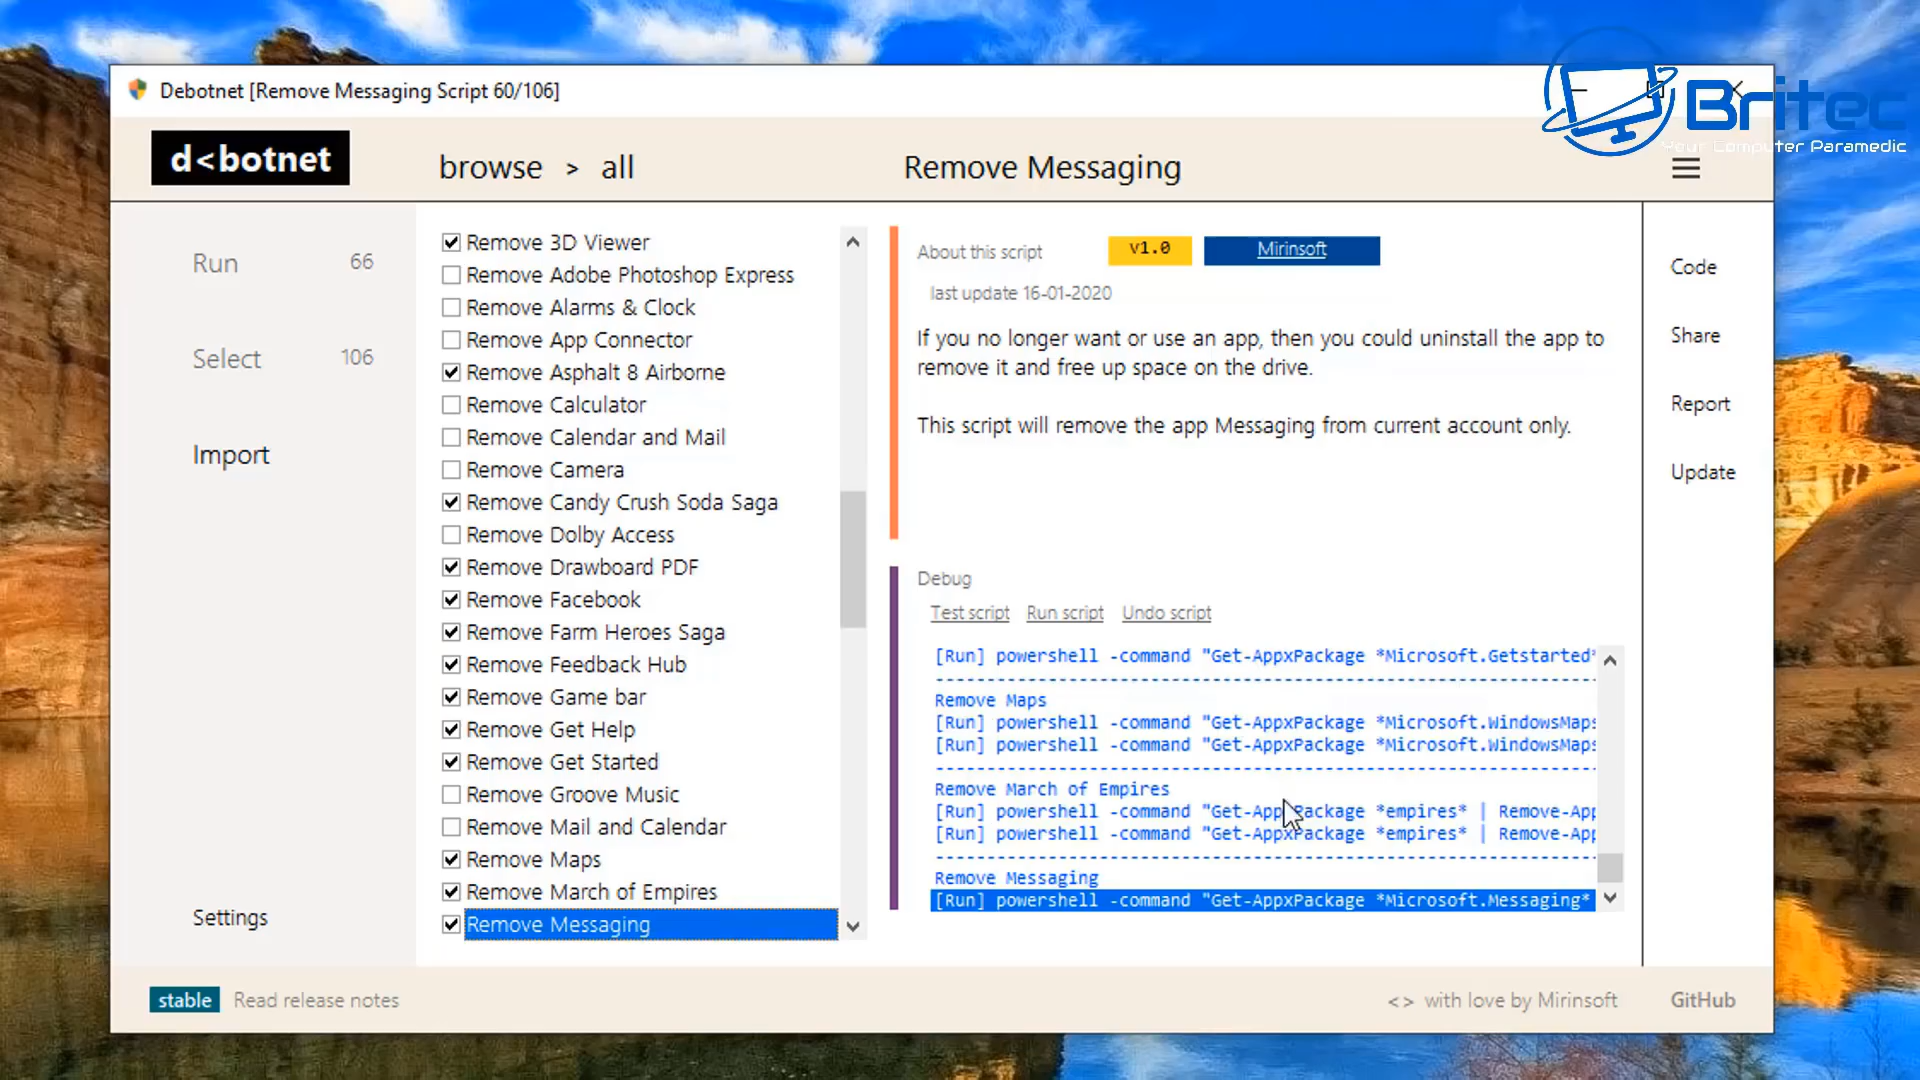 Debotnet [Remove Messaging Script 60/106]
Britec
Your Computer Paramedic
d<botnet
browse > all
Remove Messaging
Run 66
Select 106
Import
Settings
Remove 3D Viewer
Remove Adobe Photoshop Express
Remove Alarms & Clock
Remove App Connector
Remove Asphalt 8 Airborne
Remove Calculator
Remove Calendar and Mail
Remove Camera
Remove Candy Crush Soda Saga
Remove Dolby Access
Remove Drawboard PDF
Remove Facebook
Remove Farm Heroes Saga
Remove Feedback Hub
Remove Game bar
Remove Get Help
Remove Get Started
Remove Groove Music
Remove Mail and Calendar
Remove Maps
Remove March of Empires
Remove Messaging
About this script v1.0 Mirinsoft
last update 16-01-2020
If you no longer want or use an app, then you could uninstall the app to
remove it and free up space on the drive.
This script will remove the app Messaging from current account only.
Debug
Test script Run script Undo script
[Run] powershell -command "Get-AppxPackage *Microsoft.Getstarted*
--------------------------------------------------------
Remove Maps
[Run] powershell -command "Get-AppxPackage *Microsoft.WindowsMaps
[Run] powershell -command "Get-AppxPackage *Microsoft.WindowsMaps
--------------------------------------------------------
Remove March of Empires
[Run] powershell -command "Get-AppxPackage *empires* | Remove-App
[Run] powershell -command "Get-AppxPackage *empires* | Remove-App
--------------------------------------------------------
Remove Messaging
[Run] powershell -command "Get-AppxPackage *Microsoft.Messaging*
Code
Share
Report
Update
stable Read release notes
<> with love by Mirinsoft
GitHub